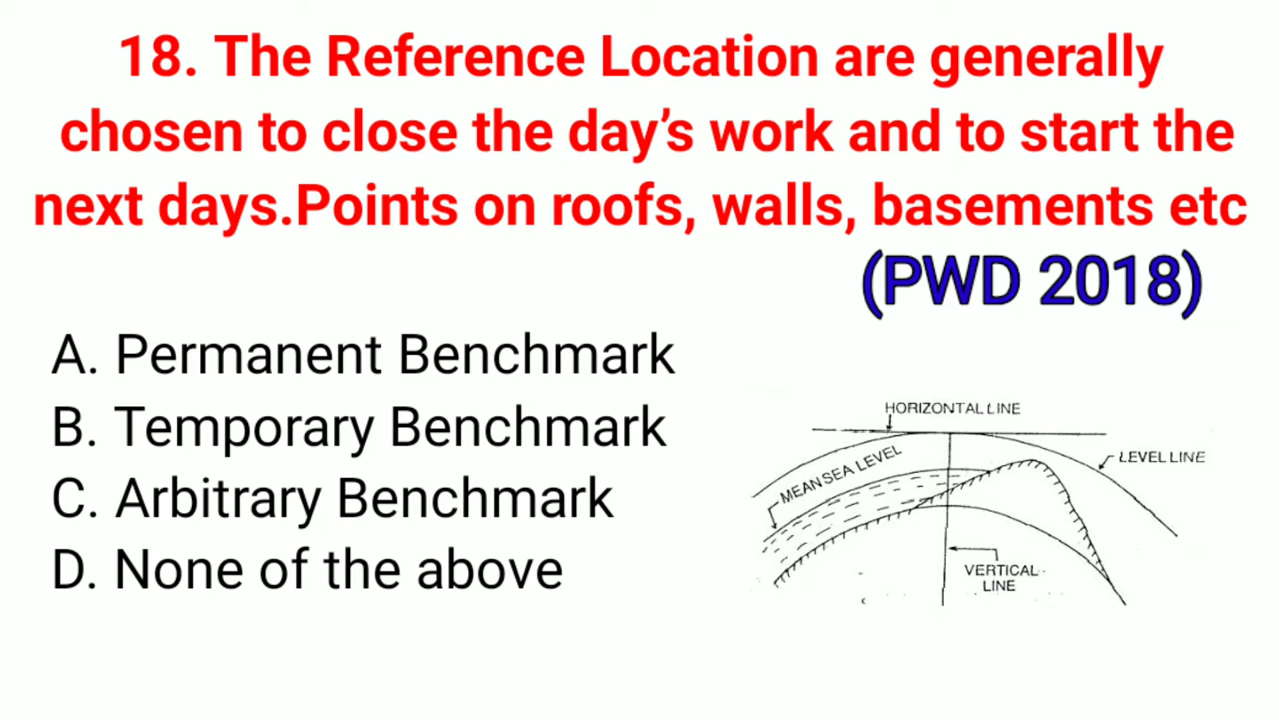 18. The Reference Location are generally
chosen to close the day's work and to start the
next days.Points on roofs, walls, basements etc
(PWD 2018)
A. Permanent Benchmark
B. Temporary Benchmark
C. Arbitrary Benchmark
D. None of the above
HORIZONTAL LINE
LEVEL LINE
MEAN SEA LEVEL
VERTICAL
LINE